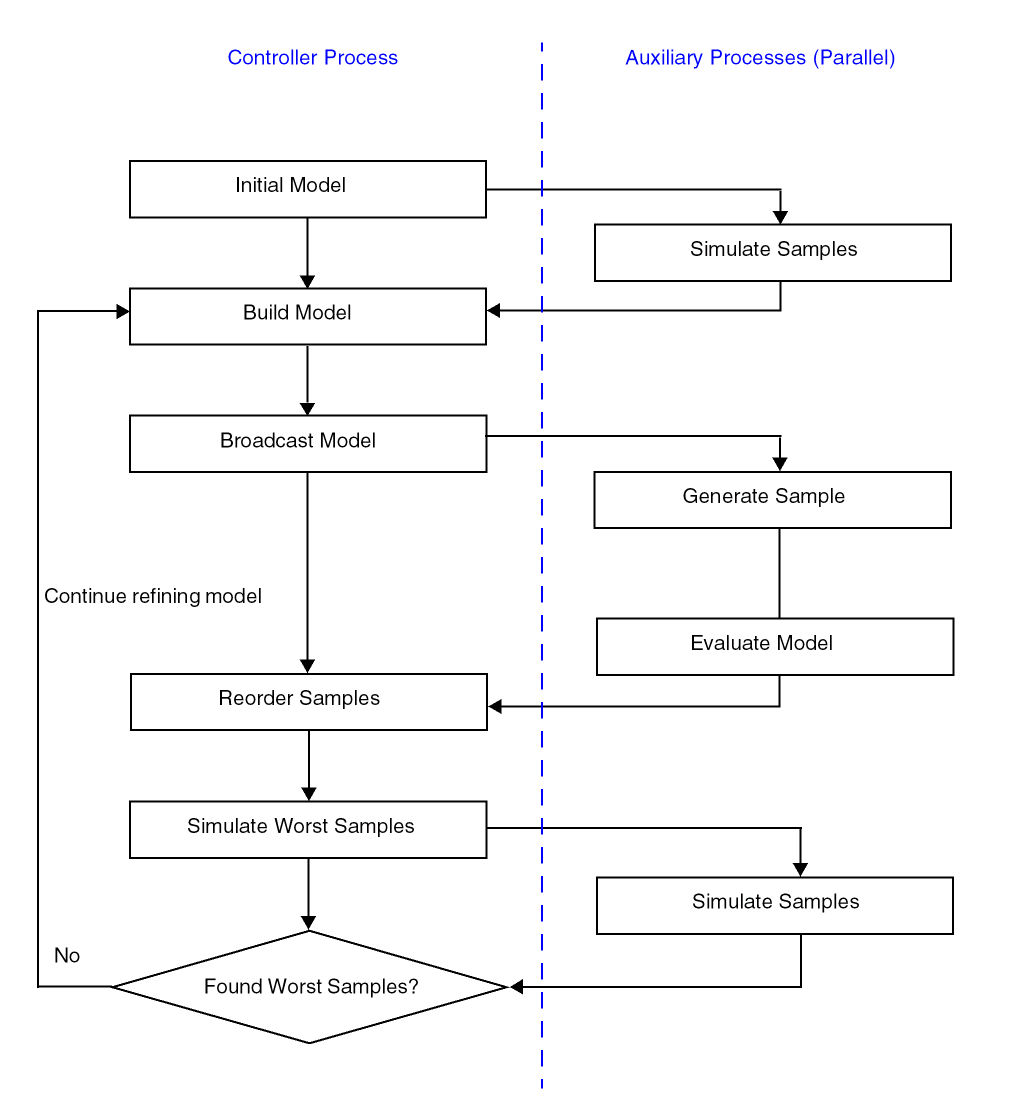 Controller Process
Auxiliary Processes (Parallel)
Initial Model
Simulate Samples
Build Model
Broadcast Model
Generate Sample
Continue refining model
Evaluate Model
Reorder Samples
Simulate Worst Samples
Simulate Samples
No
Found Worst Samples?